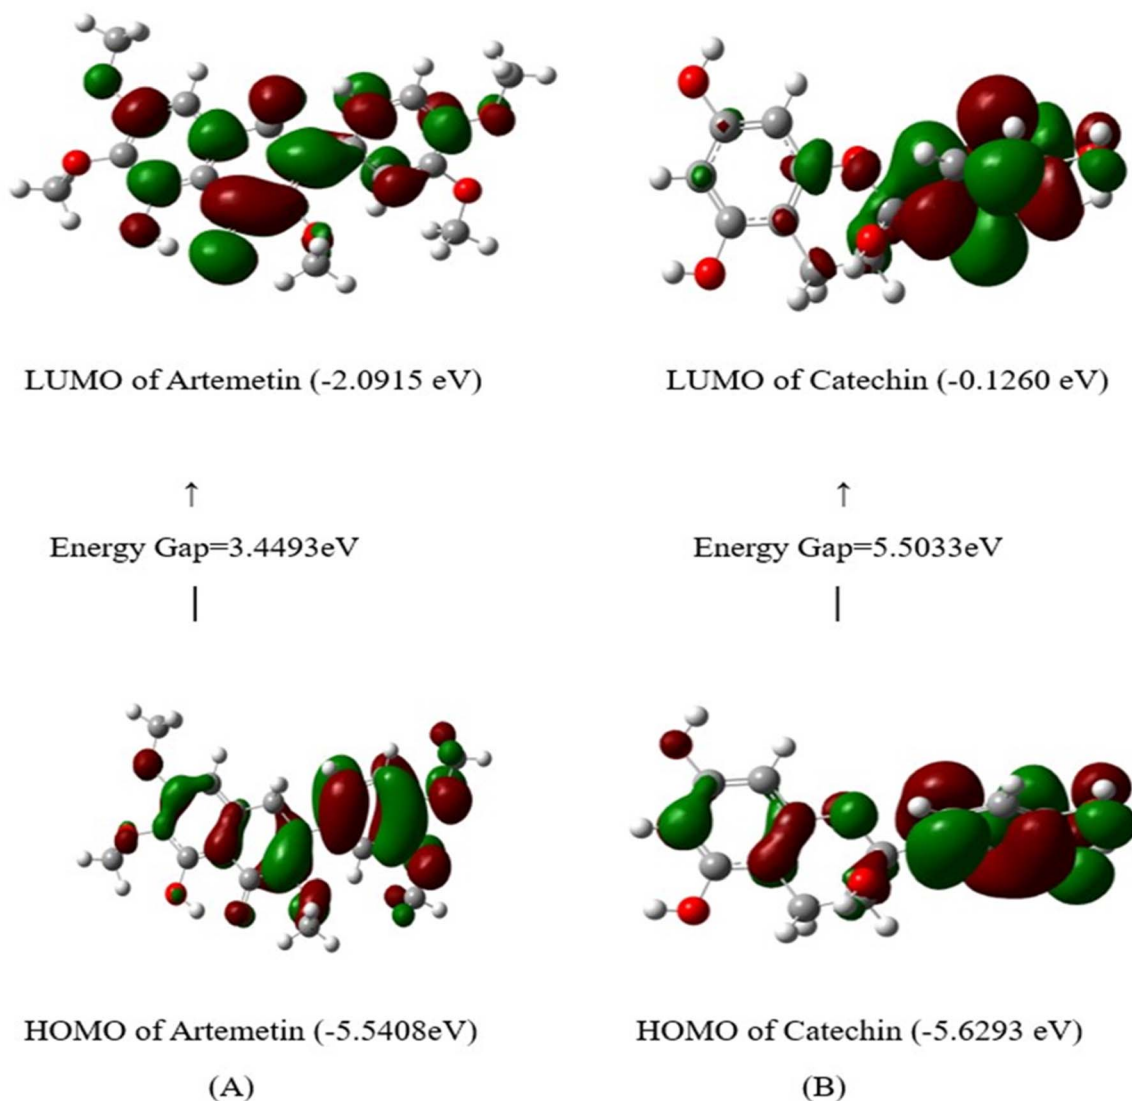 LUMO of Artemetin (-2.0915 eV)
LUMO of Catechin (-0.1260 eV)
↑
↑
Energy Gap=3.4493eV
Energy Gap=5.5033eV
|
|
HOMO of Artemetin (-5.5408eV)
HOMO of Catechin (-5.6293 eV)
(A)
(B)